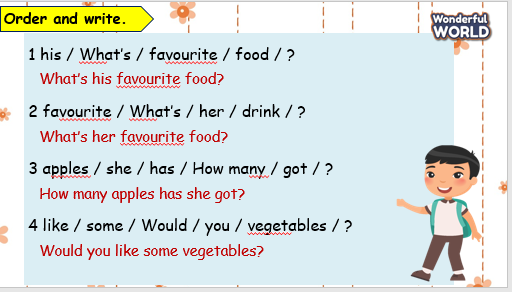 Order and write.
Wonderful
WORLD
1 his / What's / favourite / food / ?
What's his favourite food?
2 favourite / What's / her / drink / ?
What's her favourite food?
3 apples / she / has / How many / got / ?
How many apples has she got?
4 like / some / Would / you / vegetables / ?
Would you like some vegetables?